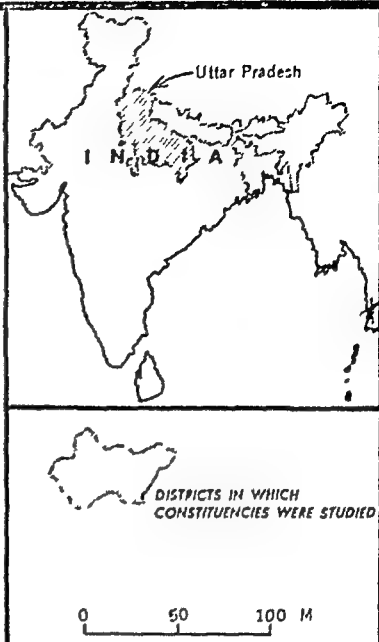 Uttar Pradesh
I N D I A
DISTRICTS IN WHICH
CONSTITUENCIES WERE STUDIED
0 50 100 M